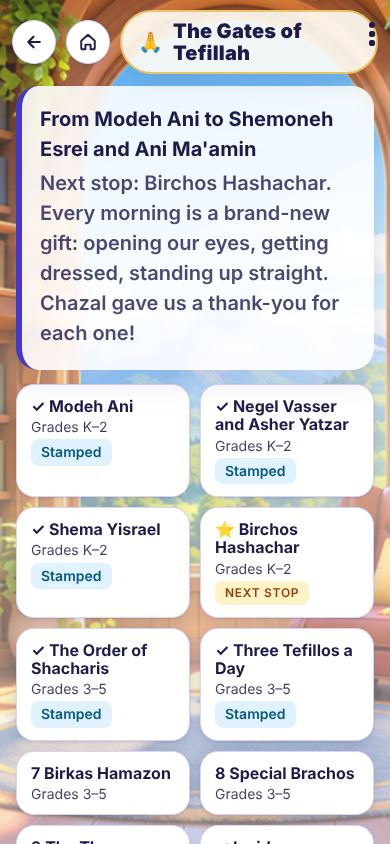 The Gates of
Tefillah
From Modeh Ani to Shemoneh
Esrei and Ani Ma'amin
Next stop: Birchos Hashachar.
Every morning is a brand-new
gift: opening our eyes, getting
dressed, standing up straight.
Chazal gave us a thank-you for
each one!
✓ Modeh Ani
Grades K–2
Stamped
✓ Negel Vasser
and Asher Yatzar
Grades K–2
Stamped
✓ Shema Yisrael
Grades K–2
Stamped
⭐ Birchos
Hashachar
Grades K–2
NEXT STOP
✓ The Order of
Shacharis
Grades 3–5
Stamped
✓ Three Tefillos a
Day
Grades 3–5
Stamped
7 Birkas Hamazon
Grades 3–5
8 Special Brachos
Grades 3–5